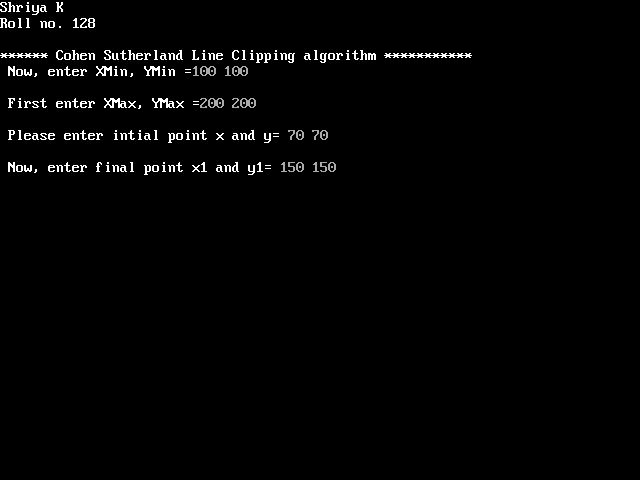 Shriya K
Roll no. 128
****** Cohen Sutherland Line Clipping algorithm ***********
Now, enter XMin, YMin =100 100
First enter XMax, YMax =200 200
Please enter intial point x and y= 70 70
Now, enter final point x1 and y1= 150 150